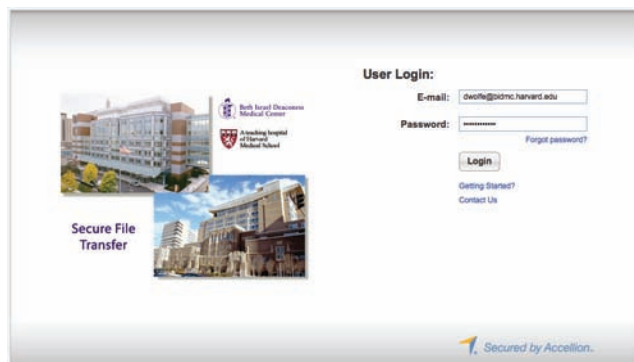 Beth Israel Deaconess
Medical Center
A teaching hospital
of Harvard
Medical School
Secure File
Transfer
User Login:
E-mail: dwolfe@bidmc.harvard.edu
Password: ••••••••••••
Forgot password?
Login
Getting Started?
Contact Us
Secured by Accellion.